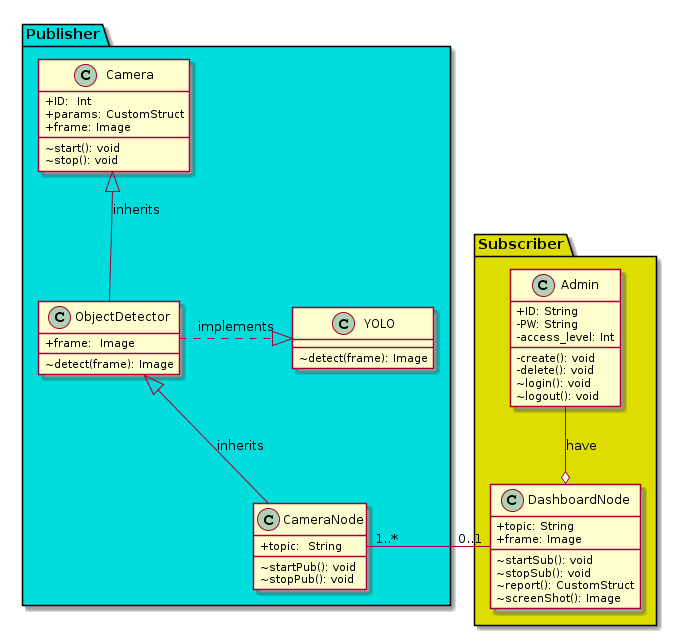 Publisher
C Camera
+ID: Int
+params: CustomStruct
+frame: Image
~start(): void
~stop(): void
inherits
C ObjectDetector
+frame: Image
~detect(frame): Image
implements
C YOLO
~detect(frame): Image
inherits
C CameraNode
+topic: String
~startPub(): void
~stopPub(): void
1..*
0..1
Subscriber
C Admin
+ID: String
-PW: String
-access_level: Int
-create(): void
-delete(): void
~login(): void
~logout(): void
have
C DashboardNode
+topic: String
+frame: Image
~startSub(): void
~stopSub(): void
~report(): CustomStruct
~screenShot(): Image